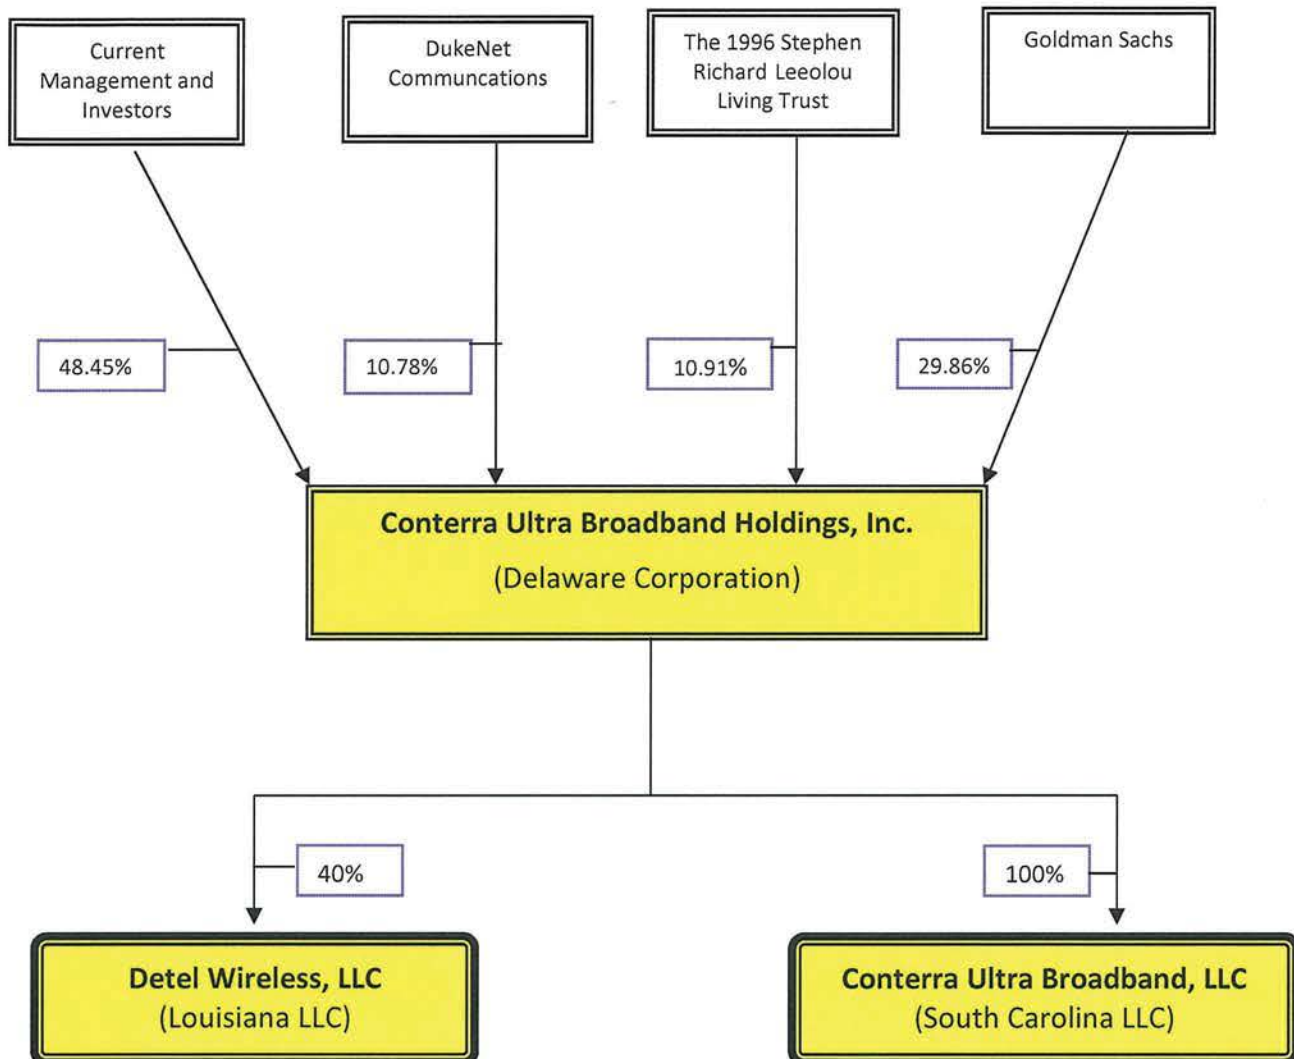 Current
Management and
Investors
DukeNet
Communcations
The 1996 Stephen
Richard Leeolou
Living Trust
Goldman Sachs
48.45%
10.78%
10.91%
29.86%
Conterra Ultra Broadband Holdings, Inc.
(Delaware Corporation)
40%
100%
Detel Wireless, LLC
(Louisiana LLC)
Conterra Ultra Broadband, LLC
(South Carolina LLC)